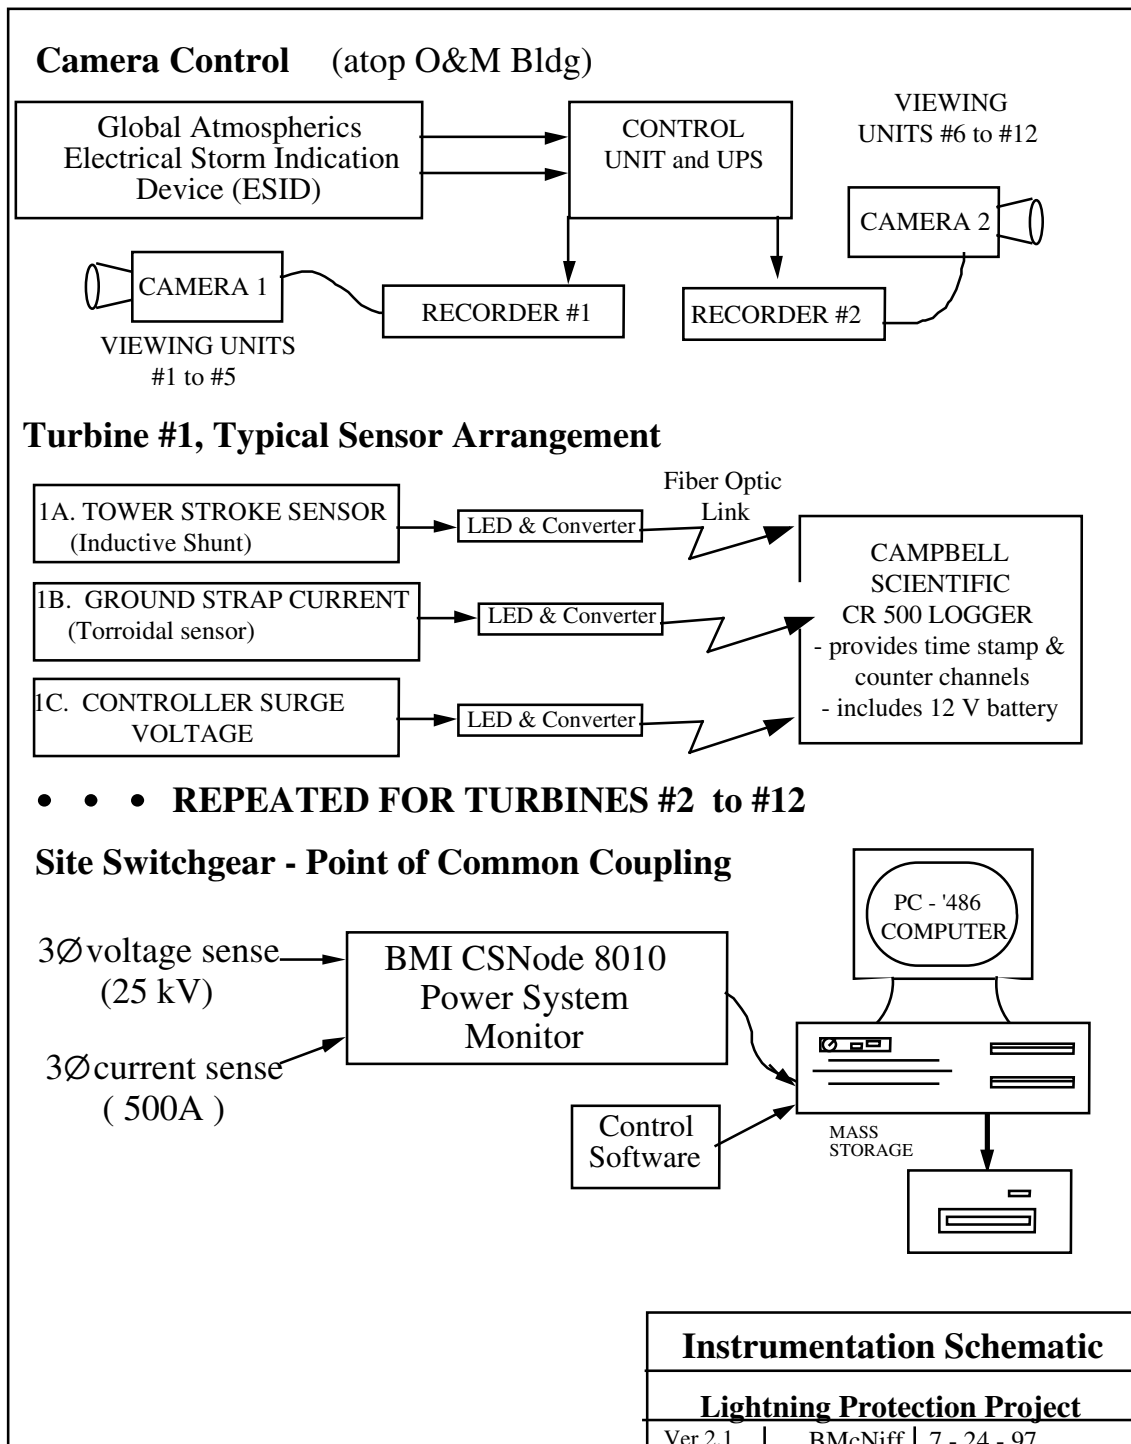 Camera Control (atop O&M Bldg)
Global Atmospherics
Electrical Storm Indication
Device (ESID)
CONTROL
UNIT and UPS
VIEWING
UNITS #6 to #12
CAMERA 2
CAMERA 1
RECORDER #1
RECORDER #2
VIEWING UNITS
#1 to #5
Turbine #1, Typical Sensor Arrangement
1A. TOWER STROKE SENSOR
(Inductive Shunt)
LED & Converter
Fiber Optic
Link
1B. GROUND STRAP CURRENT
(Torroidal sensor)
LED & Converter
1C. CONTROLLER SURGE
VOLTAGE
LED & Converter
CAMPBELL
SCIENTIFIC
CR 500 LOGGER
- provides time stamp &
counter channels
- includes 12 V battery
• • • REPEATED FOR TURBINES #2 to #12
Site Switchgear - Point of Common Coupling
3Ø voltage sense
(25 kV)
3Ø current sense
( 500A )
BMI CSNode 8010
Power System
Monitor
PC - '486
COMPUTER
Control
Software
MASS
STORAGE
Instrumentation Schematic
Lightning Protection Project
Ver 2.1 BMcNiff 7 - 24 - 97